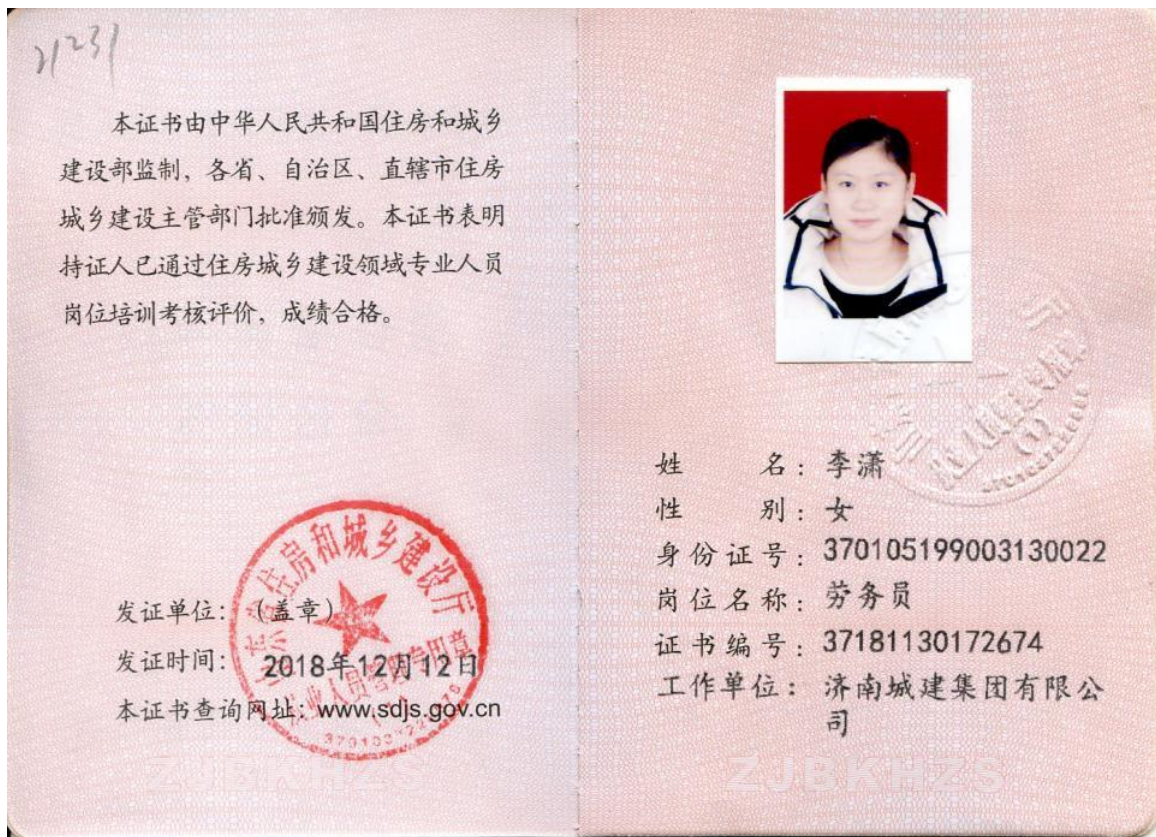 21231
本证书由中华人民共和国住房和城乡
建设部监制，各省、自治区、直辖市住房
城乡建设主管部门批准颁发。本证书表明
持证人已通过住房城乡建设领域专业人员
岗位培训考核评价，成绩合格。
山东省住房和城乡建设厅
发证单位：（盖章）
发证时间：2018年12月12日
本证书查询网址：www.sdjs.gov.cn
ZJBKHZS
姓名：李潇
性别：女
身份证号：370105199003130022
岗位名称：劳务员
证书编号：37181130172674
工作单位：济南城建集团有限公
司
ZJBKHZS